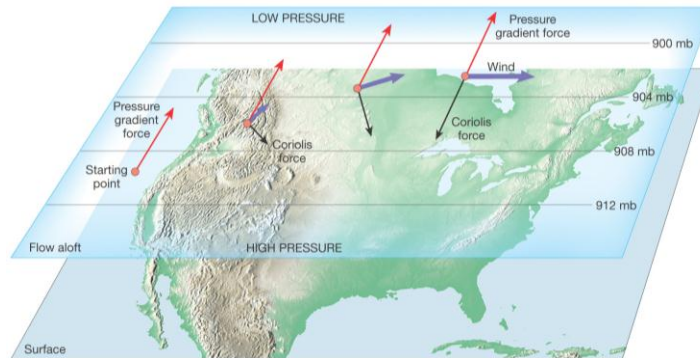 LOW PRESSURE
Pressure
gradient force
900 mb
Wind
904 mb
Pressure
gradient
force
Coriolis
force
Coriolis
force
908 mb
Starting
point
912 mb
Flow aloft
HIGH PRESSURE
Surface